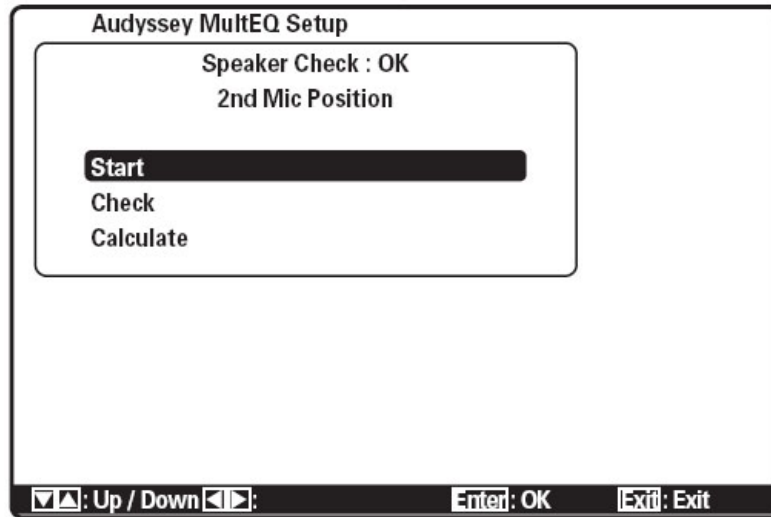 Audyssey MultEQ Setup
Speaker Check : OK
2nd Mic Position
Start
Check
Calculate
▼▲: Up / Down ◀▶: Enter: OK Exit: Exit